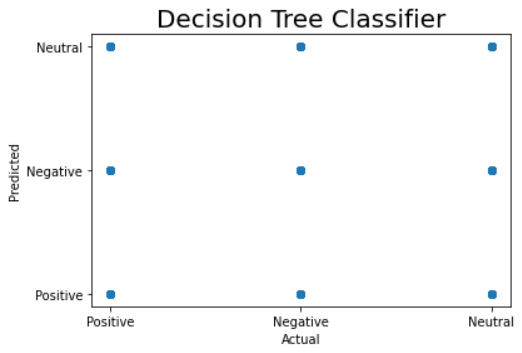 Decision Tree Classifier
Neutral
Negative
Positive
Predicted
Positive
Negative
Neutral
Actual